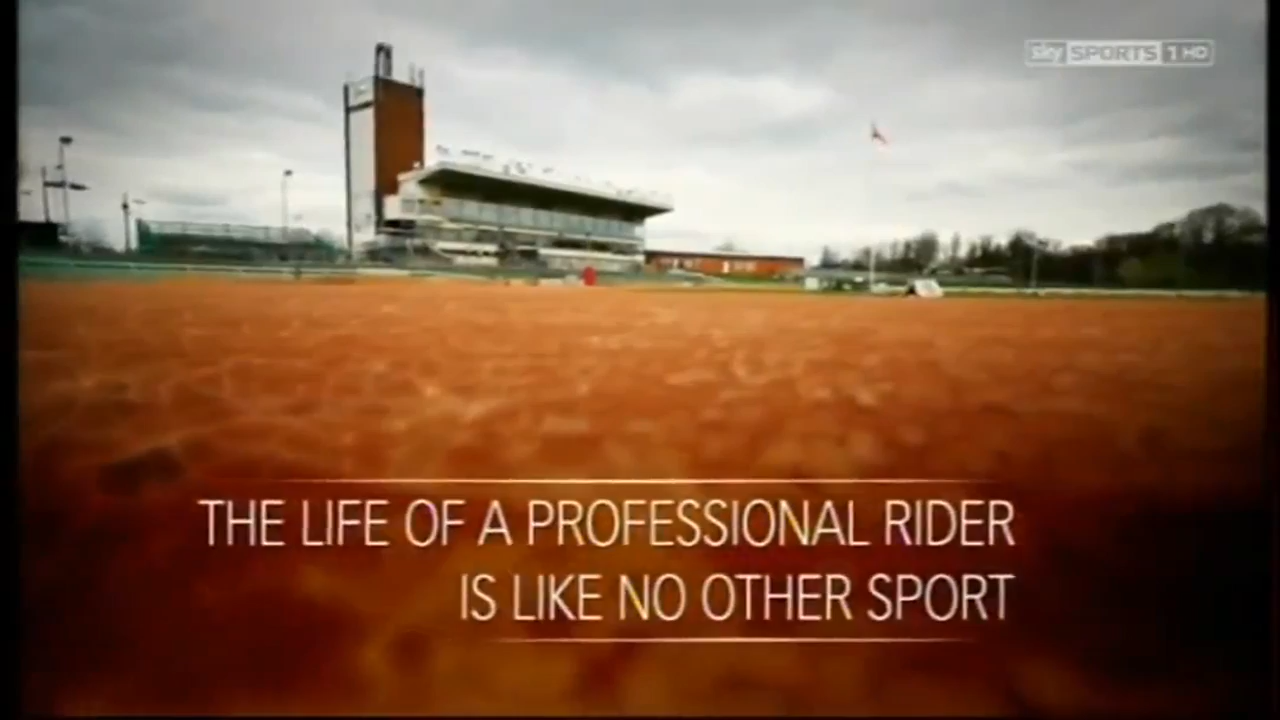 sky SPORTS 1 HD
THE LIFE OF A PROFESSIONAL RIDER
IS LIKE NO OTHER SPORT